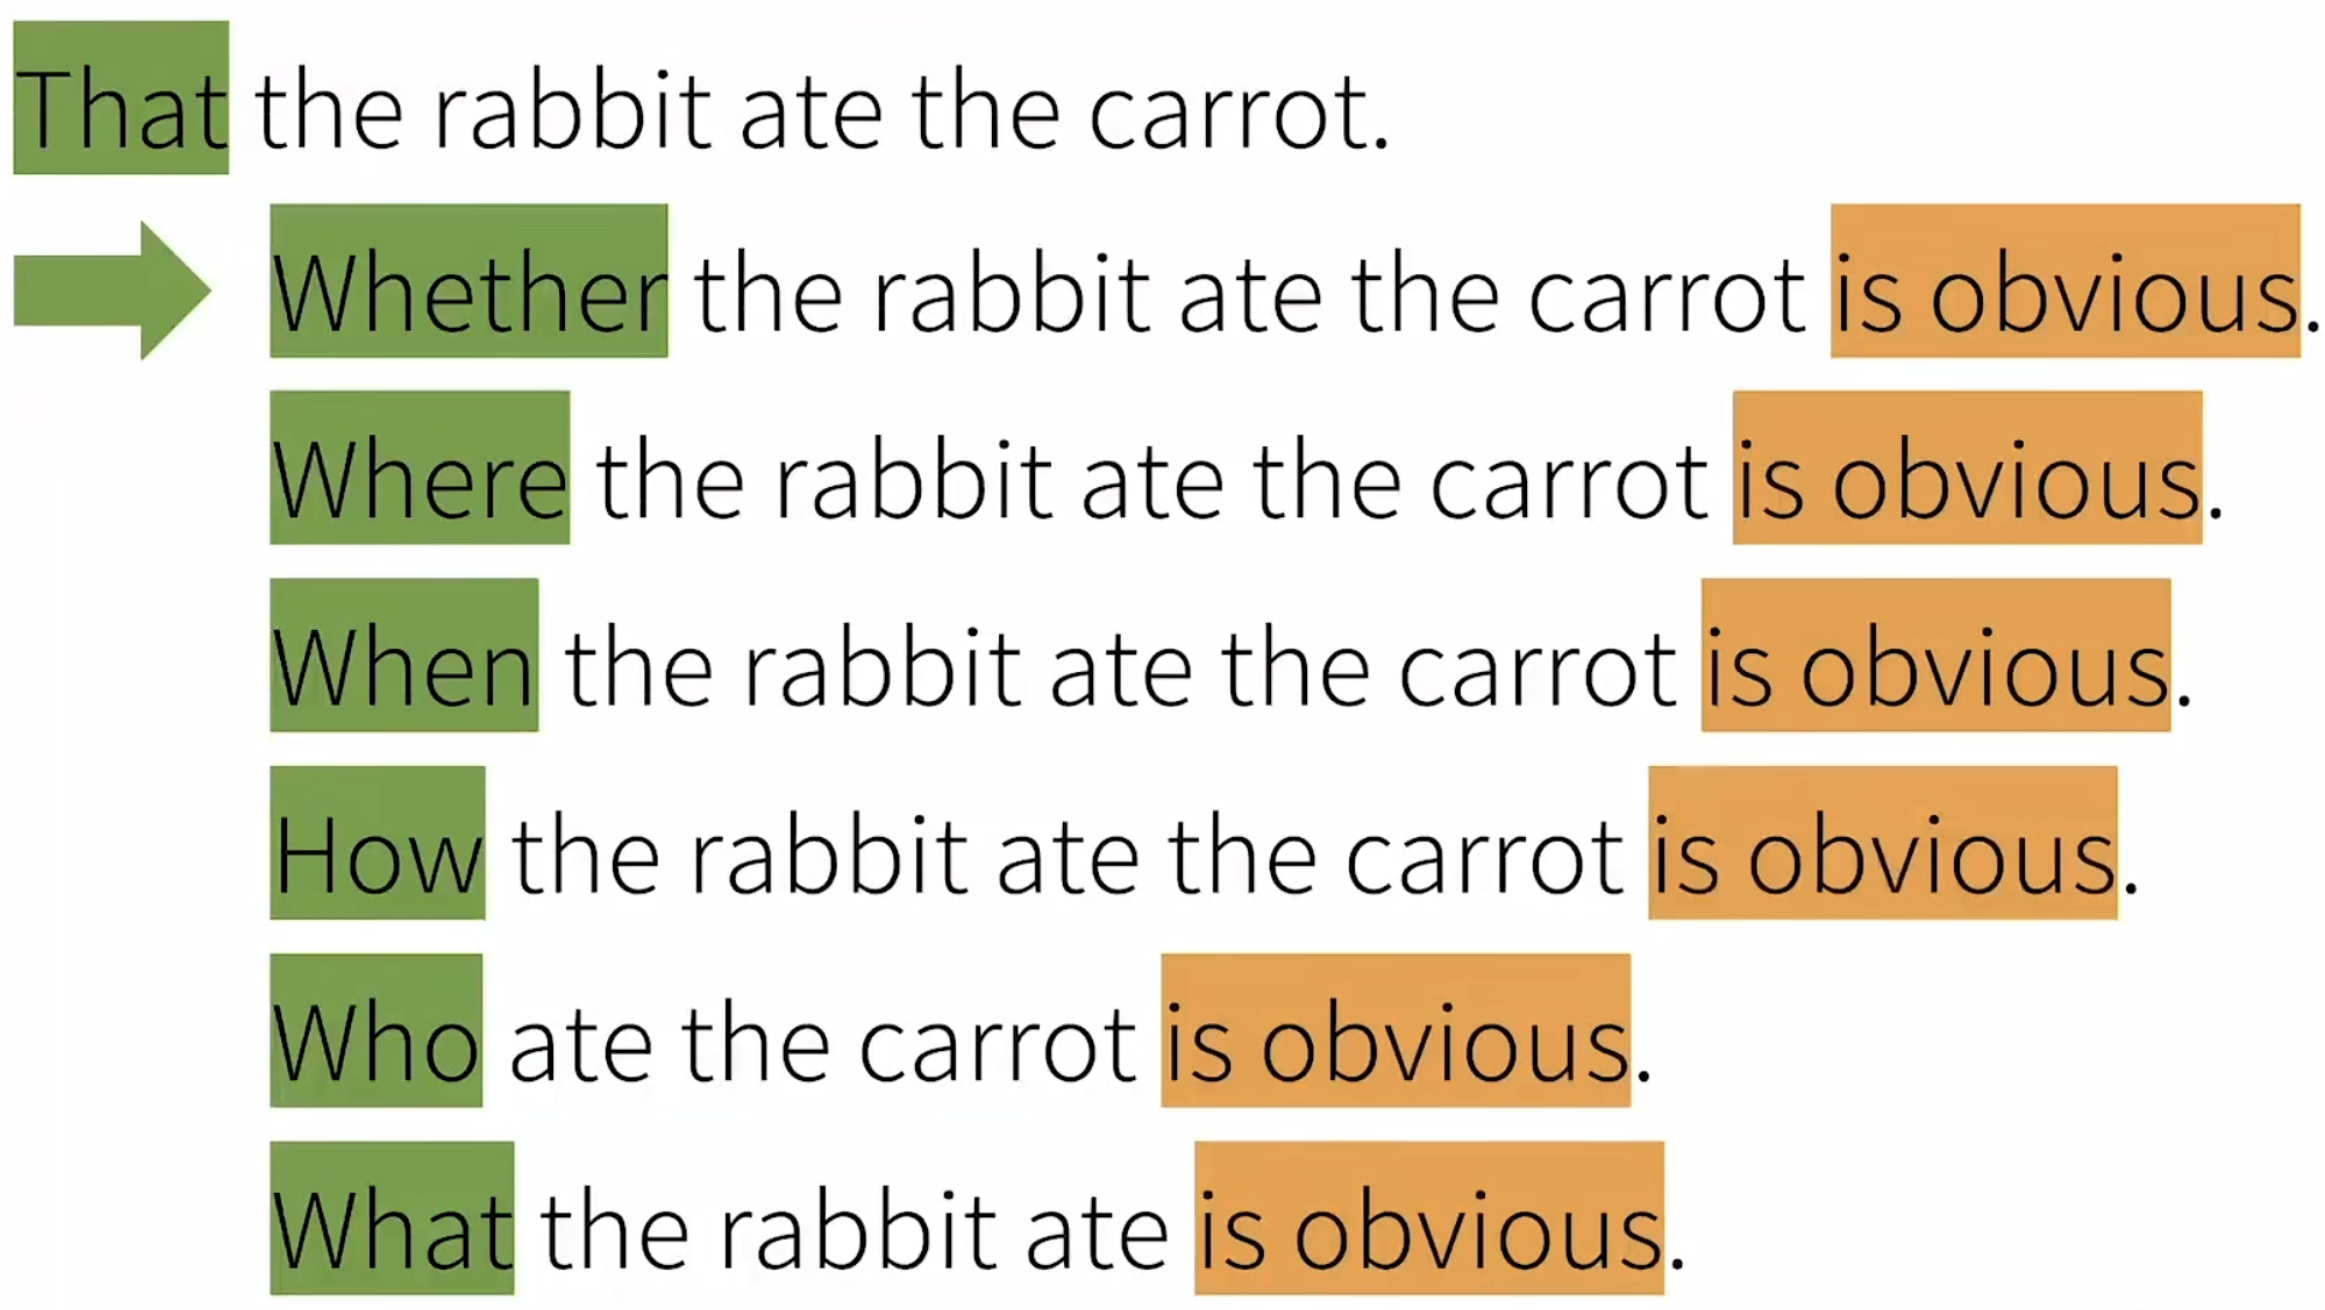 That the rabbit ate the carrot.
Whether the rabbit ate the carrot is obvious.
Where the rabbit ate the carrot is obvious.
When the rabbit ate the carrot is obvious.
How the rabbit ate the carrot is obvious.
Who ate the carrot is obvious.
What the rabbit ate is obvious.